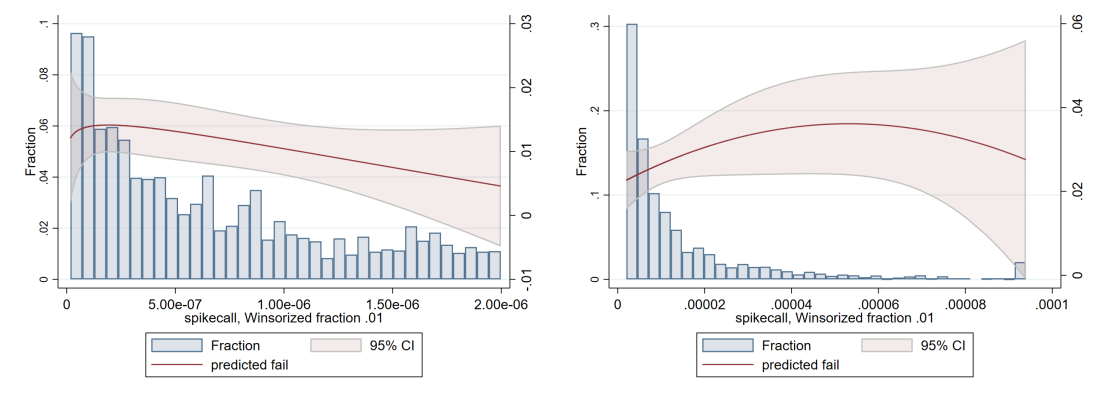 .1
.08
.06
.04
.02
0
Fraction
.03
.02
.01
0
-.01
0 5.00e-07 1.00e-06 1.50e-06 2.00e-06
spikecall, Winsorized fraction .01
Fraction 95% CI
predicted fail
.3
.2
.1
0
Fraction
.06
.04
.02
0
0 .00002 .00004 .00006 .00008 .0001
spikecall, Winsorized fraction .01
Fraction 95% CI
predicted fail